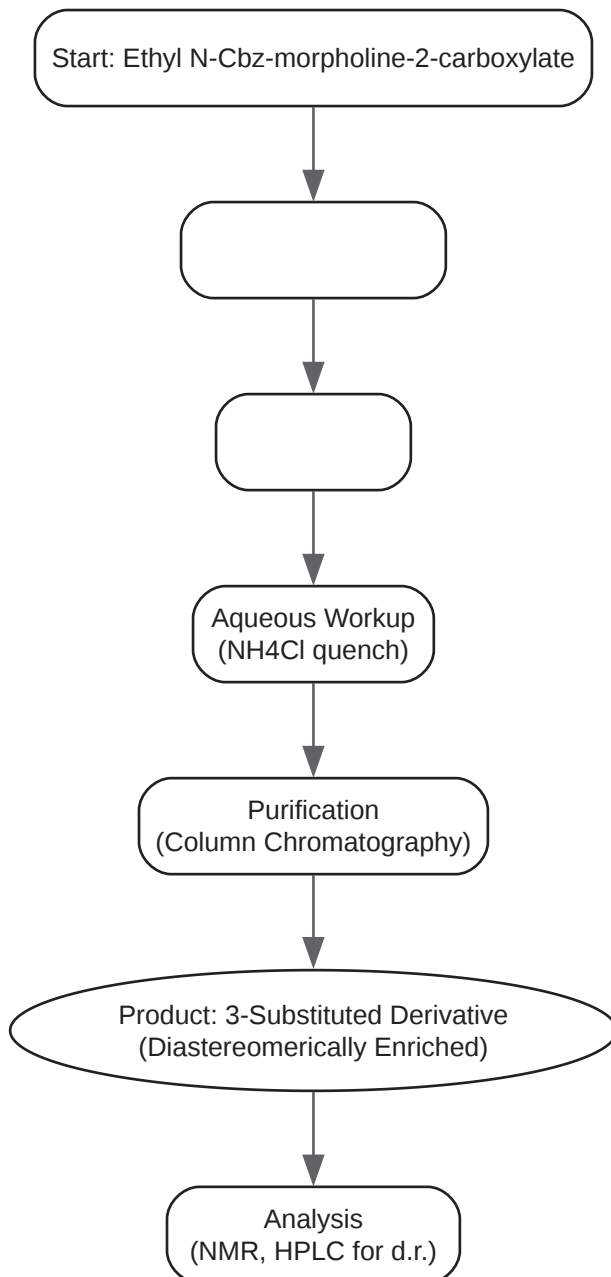 Start: Ethyl N-Cbz-morpholine-2-carboxylate
Aqueous Workup
(NH4Cl quench)
Purification
(Column Chromatography)
Product: 3-Substituted Derivative
(Diastereomerically Enriched)
Analysis
(NMR, HPLC for d.r.)